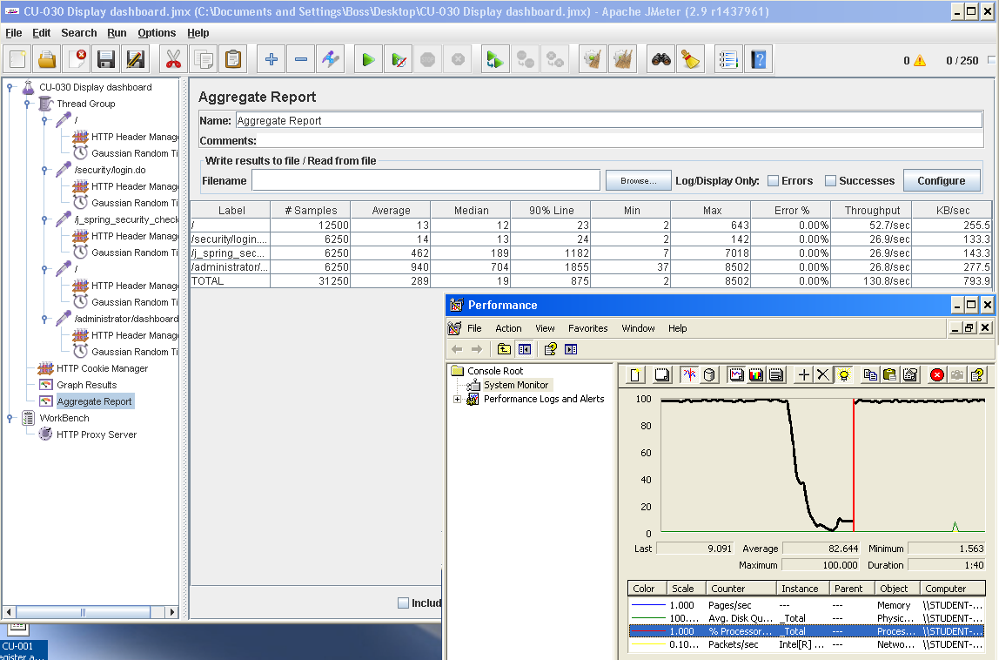 CU-030 Display dashboard.jmx (C:\Documents and Settings\Boss\Desktop\CU-030 Display dashboard.jmx) - Apache JMeter (2.9 r1437961)
File Edit Search Run Options Help
0 0 / 250
CU-030 Display dashboard
Thread Group
/
HTTP Header Manag
Gaussian Random Ti
/security/login.do
HTTP Header Manag
Gaussian Random Ti
/j_spring_security_check
HTTP Header Manag
Gaussian Random Ti
/
HTTP Header Manag
Gaussian Random Ti
/administrator/dashboard
HTTP Header Manag
Gaussian Random Ti
HTTP Cookie Manager
Graph Results
Aggregate Report
WorkBench
HTTP Proxy Server
Aggregate Report
Name: Aggregate Report
Comments:
Write results to file / Read from file
Filename Browse... Log/Display Only: Errors Successes Configure
Label # Samples Average Median 90% Line Min Max Error % Throughput KB/sec
/ 12500 13 12 23 2 643 0.00% 52.7/sec 255.5
/security/login.... 6250 14 13 24 2 142 0.00% 26.9/sec 133.3
/j_spring_sec... 6250 462 189 1182 7 7018 0.00% 26.9/sec 143.3
/administrator/... 6250 940 704 1855 37 8502 0.00% 26.8/sec 277.5
TOTAL 31250 289 19 875 2 8502 0.00% 130.8/sec 793.9
Includ
Performance
File Action View Favorites Window Help
Console Root
System Monitor
Performance Logs and Alerts
100
80
60
40
20
0
Last 9.091 Average 82.644 Minimum 1.563
Maximum 100.000 Duration 1:40
Color Scale Counter Instance Parent Object Computer
1.000 Pages/sec --- --- Memory \\STUDENT-...
100.... Avg. Disk Qu... _Total --- Physic... \\STUDENT-...
1.000 % Processor... _Total --- Proces... \\STUDENT-...
0.10... Packets/sec Intel[R] ... --- Netwo... \\STUDENT-...
CU-001
egister a...